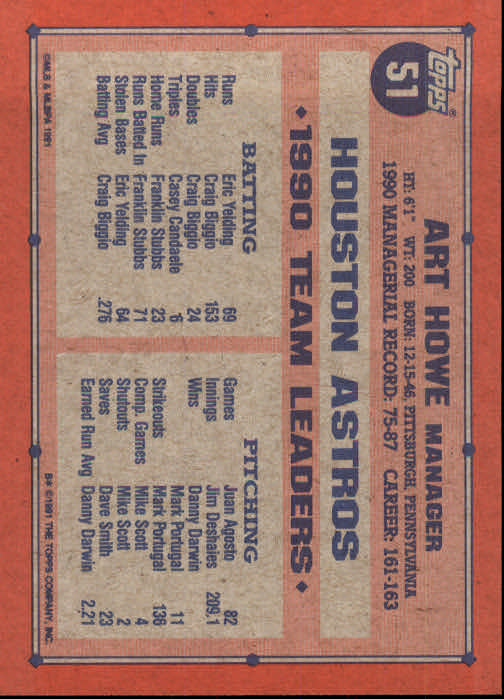 topps®
51
ART HOWE MANAGER
HT: 6'1" WT: 200 BORN: 12-15-46, PITTSBURGH, PENNSYLVANIA
1990 MANAGERIAL RECORD: 75-87 CAREER: 161-163
HOUSTON ASTROS
♦ 1990 TEAM LEADERS ♦
BATTING
Runs Eric Yelding 69
Hits Craig Biggio 153
Doubles Craig Biggio 24
Triples Casey Candaele 6
Home Runs Franklin Stubbs 23
Runs Batted In Franklin Stubbs 71
Stolen Bases Eric Yelding 64
Batting Avg Craig Biggio .276
PITCHING
Games Juan Agosto 82
Innings Jim Deshaies 209.1
Wins Danny Darwin
Mark Portugal 11
Strikeouts Mark Portugal 136
Comp. Games Mike Scott 4
Shutouts Mike Scott 2
Saves Dave Smith 23
Earned Run Avg Danny Darwin 2.21
©MLB & MLBPA 1991
B* ©1991 THE TOPPS COMPANY, INC.